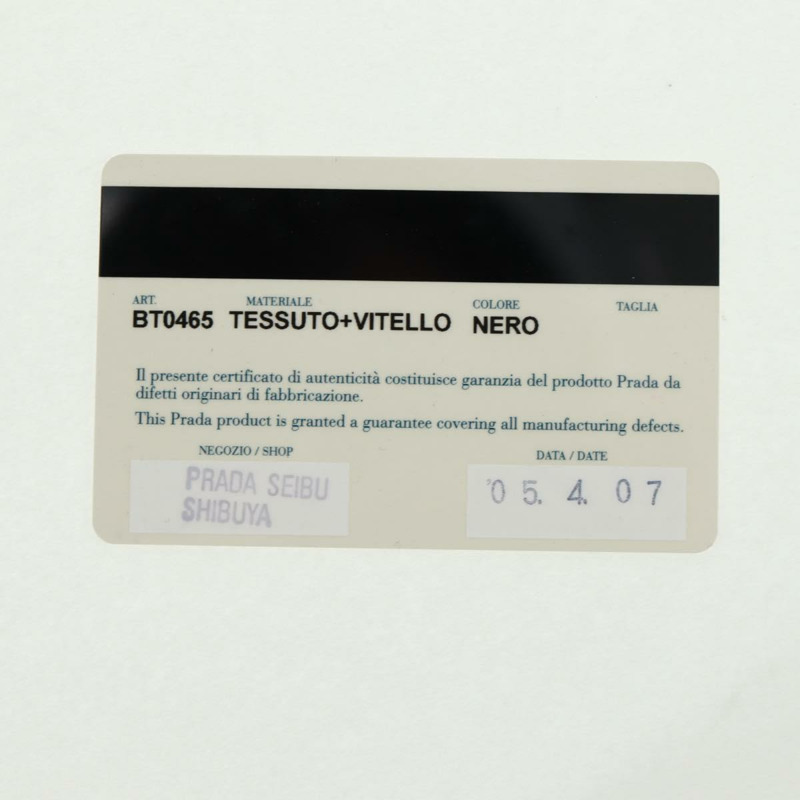 ART. MATERIALE COLORE TAGLIA
BT0465 TESSUTO+VITELLO NERO
Il presente certificato di autenticità costituisce garanzia del prodotto Prada da
difetti originari di fabbricazione.
This Prada product is granted a guarantee covering all manufacturing defects.
NEGOZIO / SHOP DATA / DATE
PRADA SEIBU
SHIBUYA
'05. 4. 07